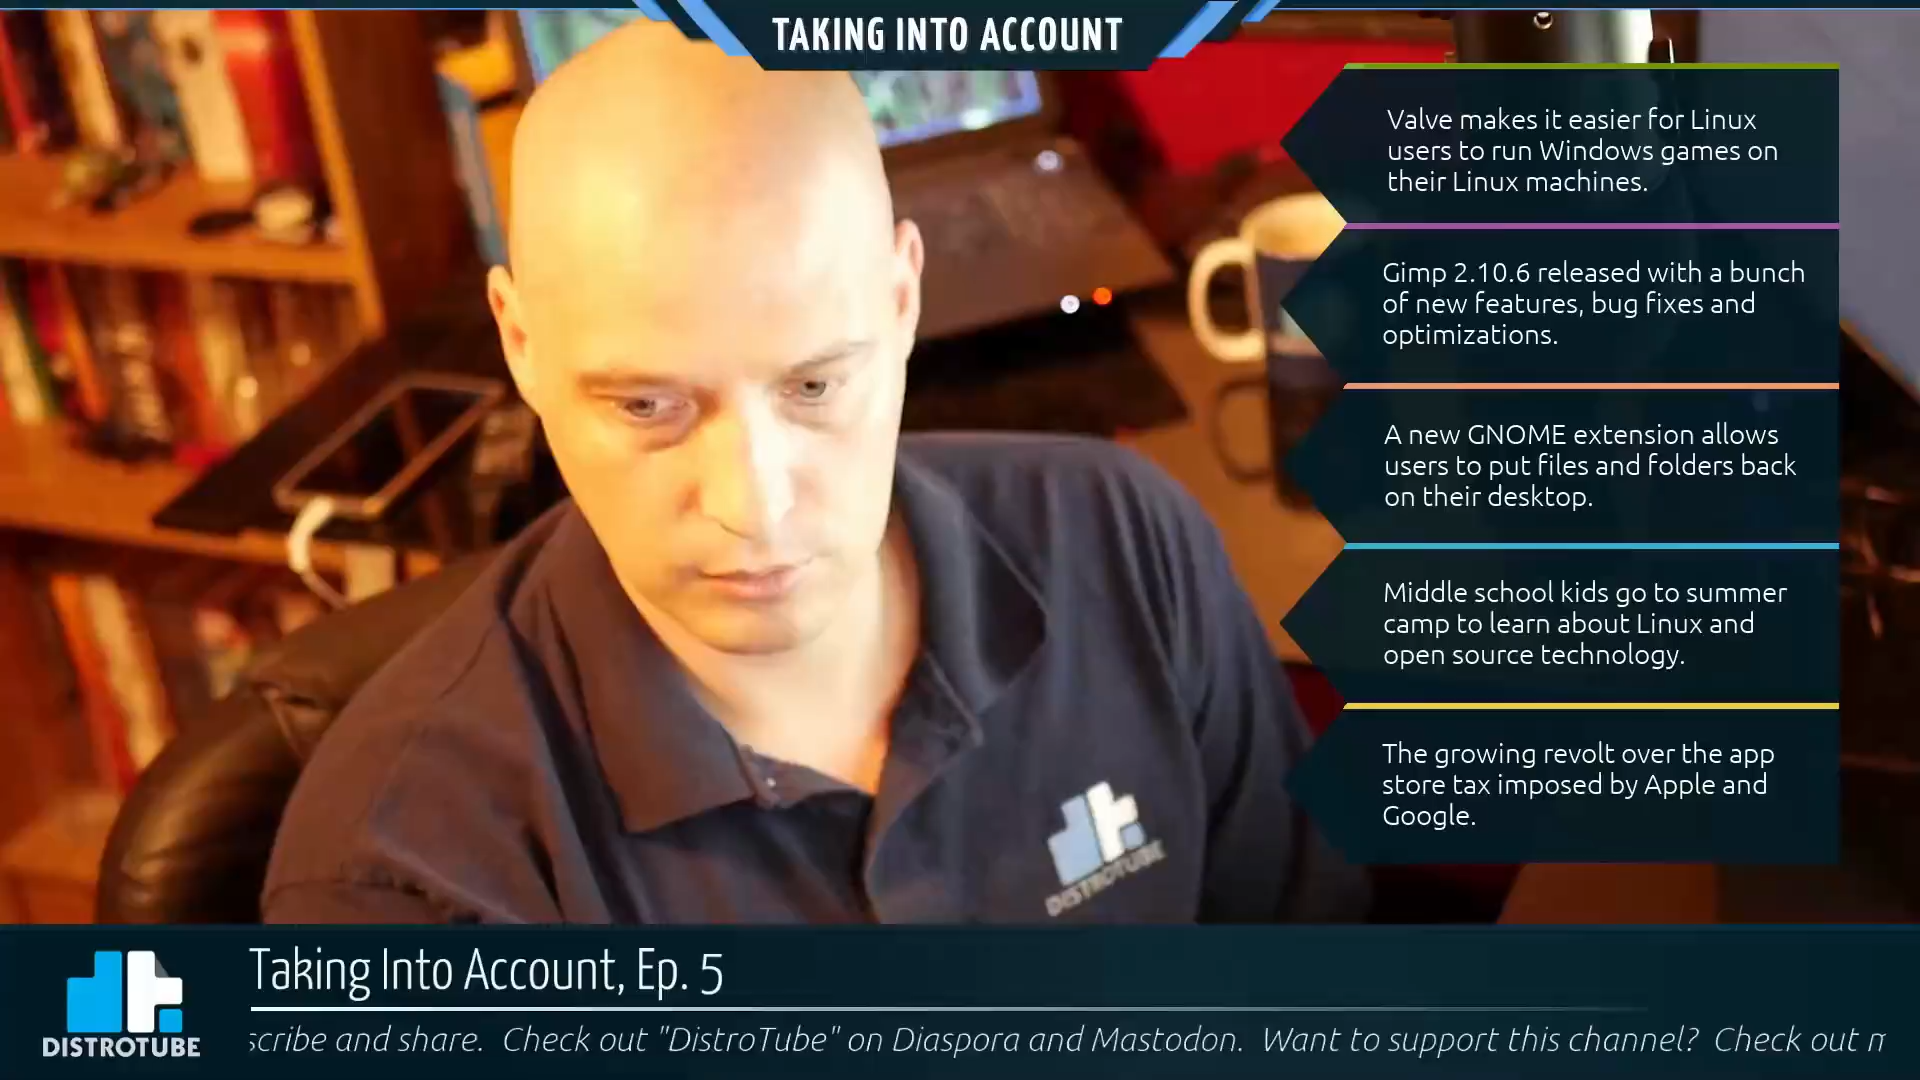 TAKING INTO ACCOUNT
Valve makes it easier for Linux
users to run Windows games on
their Linux machines.
Gimp 2.10.6 released with a bunch
of new features, bug fixes and
optimizations.
A new GNOME extension allows
users to put files and folders back
on their desktop.
Middle school kids go to summer
camp to learn about Linux and
open source technology.
The growing revolt over the app
store tax imposed by Apple and
Google.
DISTROTUBE
Taking Into Account, Ep. 5
scribe and share. Check out "DistroTube" on Diaspora and Mastodon. Want to support this channel? Check out m
DISTROTUBE